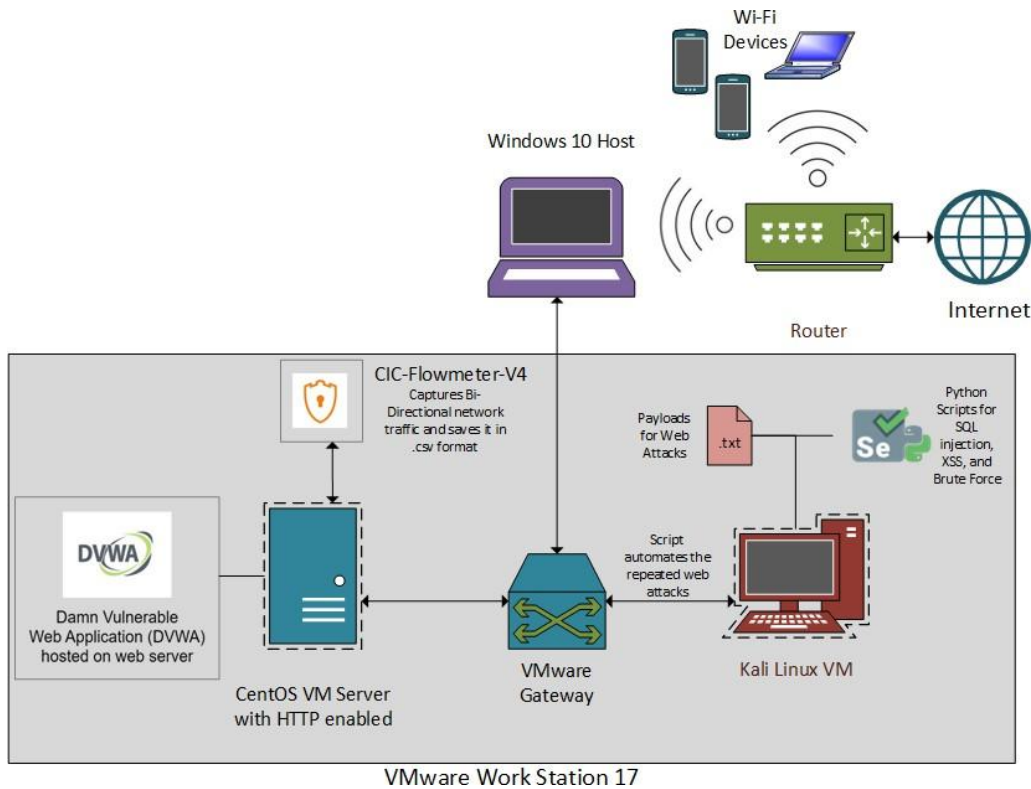 Wi-Fi
Devices
Windows 10 Host
Internet
Router
CIC-Flowmeter-V4
Captures Bi-
Directional network
traffic and saves it in
.csv format
Payloads
for Web
Attacks
.txt
Se
Python
Scripts for
SQL
injection,
XSS, and
Brute Force
DVWA
Damn Vulnerable
Web Application (DVWA)
hosted on web server
Script
automates the
repeated web
attacks
CentOS VM Server
with HTTP enabled
VMware
Gateway
Kali Linux VM
VMware Work Station 17